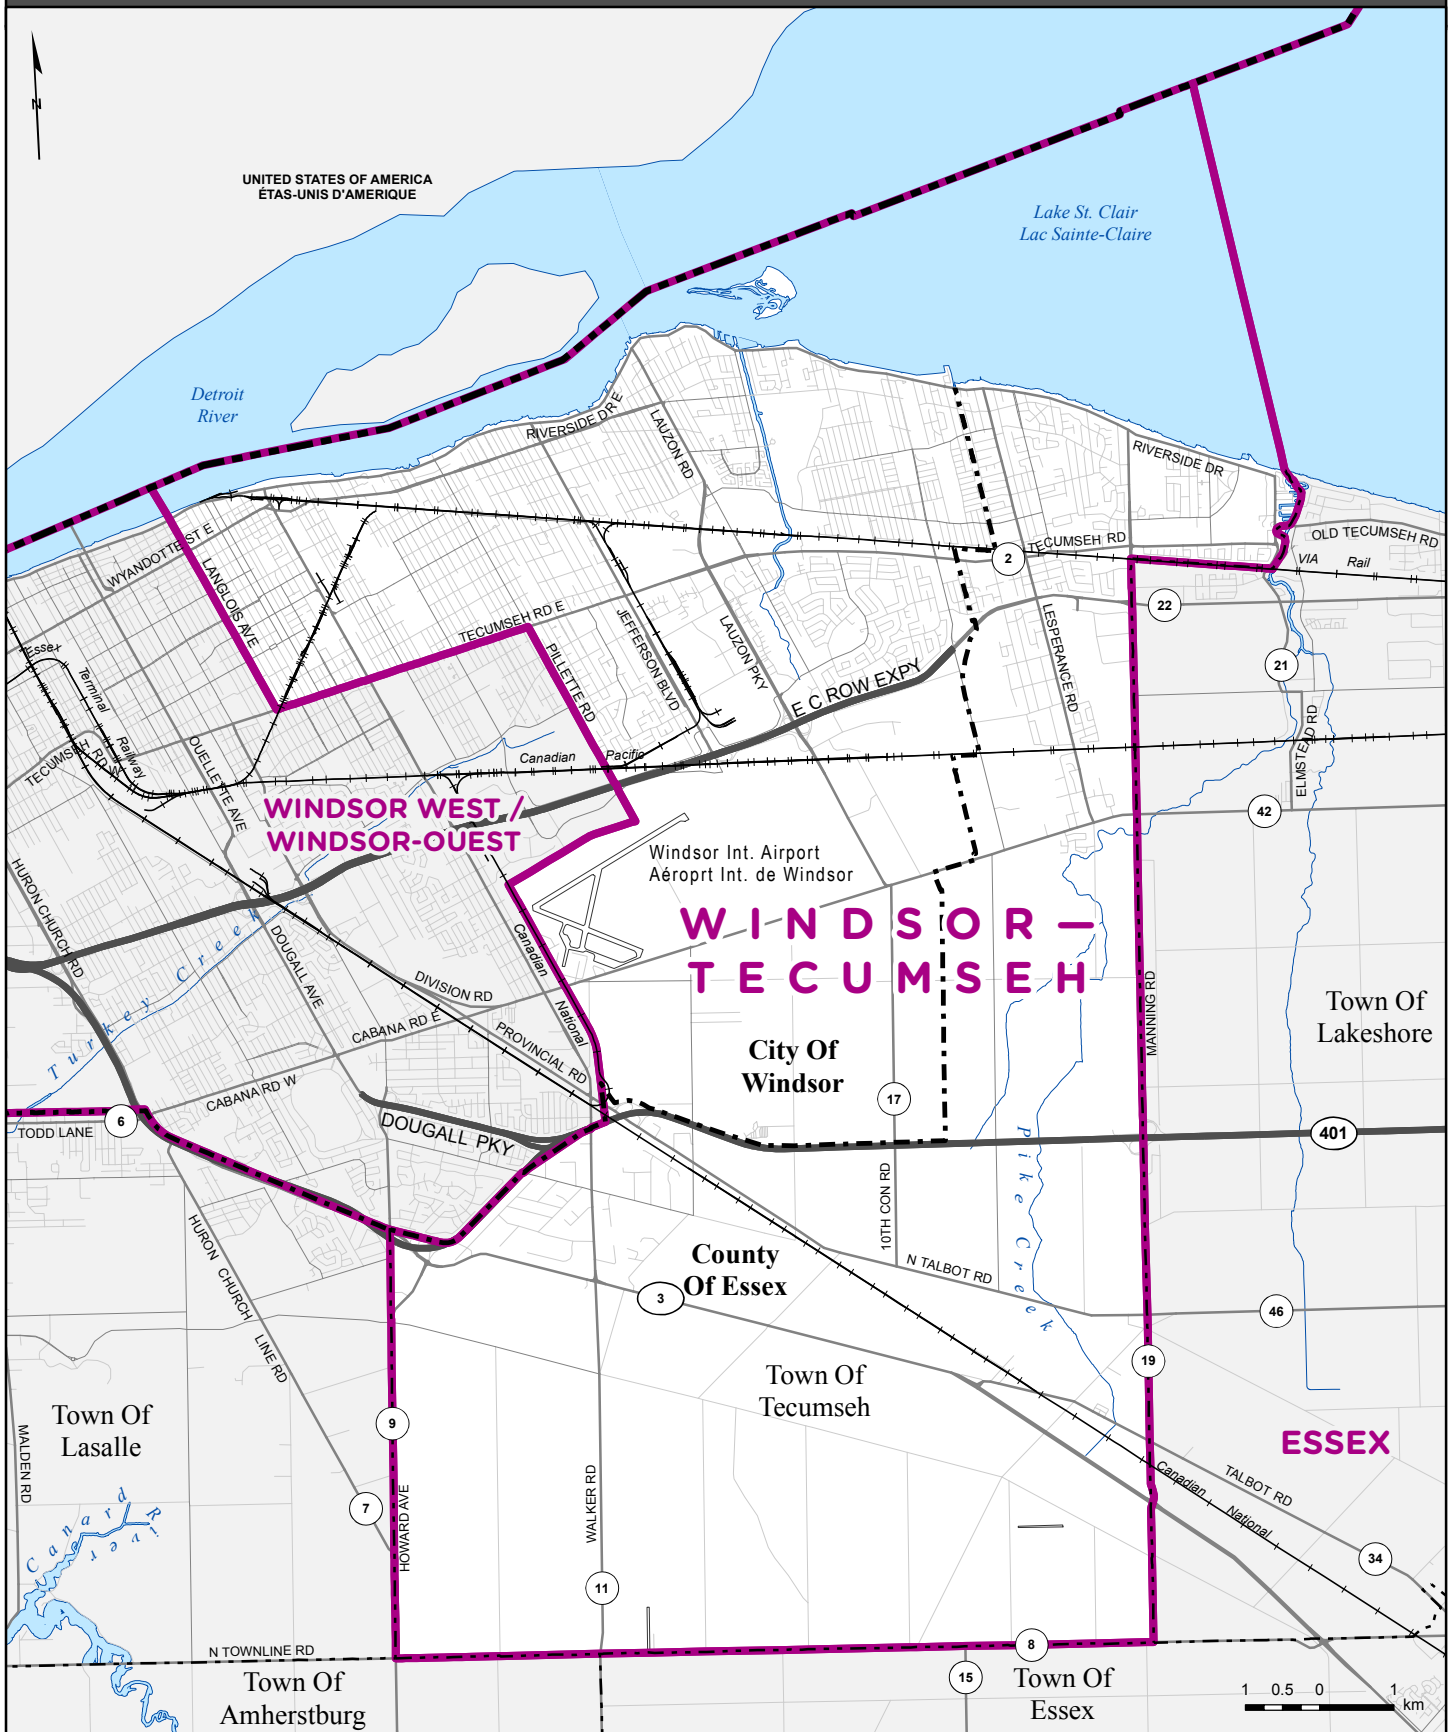 N
UNITED STATES OF AMERICA
ÉTAS-UNIS D'AMERIQUE
Lake St. Clair
Lac Sainte-Claire
Detroit
River
RIVERSIDE DR E
LAUZON RD
RIVERSIDE DR
WYANDOTTE ST E
LANGLOIS AVE
TECUMSEH RD
2
OLD TECUMSEH RD
VIA Rail
22
TECUMSEH RD E
JEFFERSON BLVD
LAUZON PKY
LESPERANCE RD
PILLETTE RD
E C ROW EXPY
21
ELMSTEAD RD
Essex
Terminal
Railway
TECUMSEH
RD W
OUELLETTE AVE
Canadian Pacific
42
WINDSOR WEST /
WINDSOR-OUEST
Windsor Int. Airport
Aéroprt Int. de Windsor
HURON CHURCH RD
WINDSOR –
TECUMSEH
Turkey Creek
DOUGALL AVE
DIVISION RD
Canadian
National
CABANA RD E
PROVINCIAL RD
CABANA RD W
City Of
Windsor
MANNING RD
Town Of
Lakeshore
17
6
TODD LANE
DOUGALL PKY
401
Pike Creek
10TH CON RD
HURON CHURCH LINE RD
County
Of Essex
N TALBOT RD
3
46
19
Town Of
Tecumseh
Town Of
Lasalle
9
MALDEN RD
ESSEX
TALBOT RD
Canadian
National
Canard
River
7
HOWARD AVE
WALKER RD
11
34
N TOWNLINE RD
8
15
Town Of
Amherstburg
Town Of
Essex
1 0.5 0 1
km